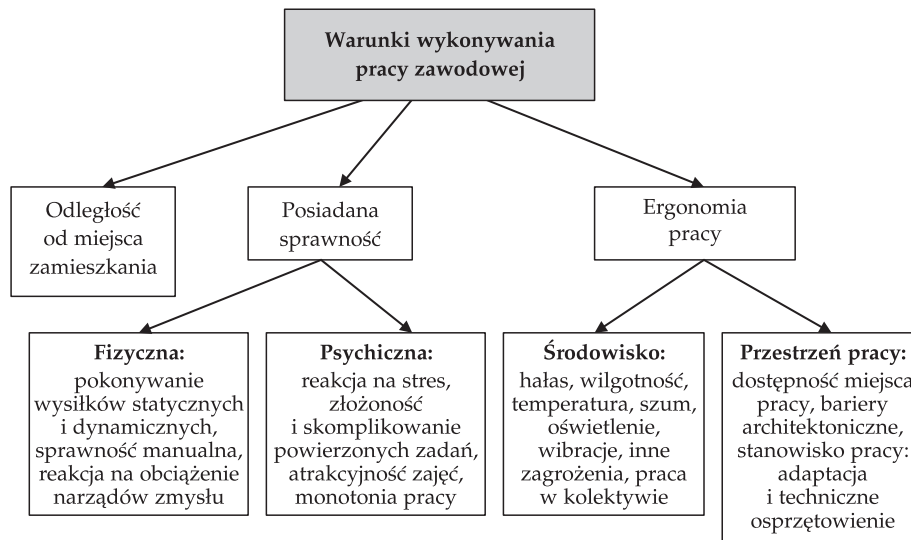 Warunki wykonywania
pracy zawodowej
Odległość
od miejsca
zamieszkania
Posiadana
sprawność
Ergonomia
pracy
Fizyczna:
pokonywanie
wysiłków statycznych
i dynamicznych,
sprawność manualna,
reakcja na obciążenie
narządów zmysłu
Psychiczna:
reakcja na stres,
złożoność
i skomplikowanie
powierzonych zadań,
atrakcyjność zajęć,
monotonia pracy
Środowisko:
hałas, wilgotność,
temperatura, szum,
oświetlenie,
wibracje, inne
zagrożenia, praca
w kolektywie
Przestrzeń pracy:
dostępność miejsca
pracy, bariery
architektoniczne,
stanowisko pracy:
adaptacja
i techniczne
osprzętowienie